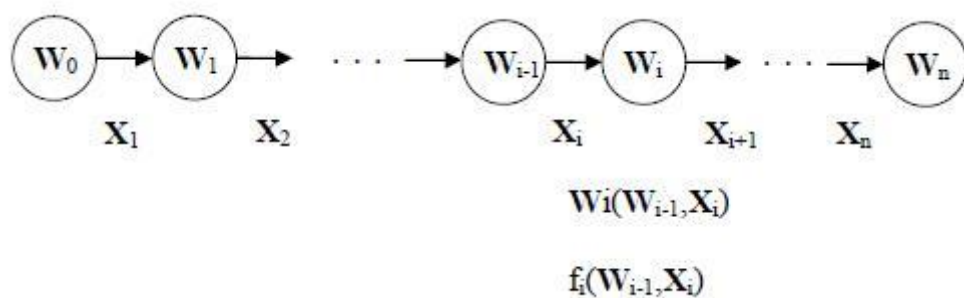 W₀ W₁ · · · Wᵢ₋₁ Wᵢ · · · Wₙ
X₁ X₂ Xᵢ Xᵢ₊₁ Xₙ
Wi(Wᵢ₋₁,Xᵢ)
fᵢ(Wᵢ₋₁,Xᵢ)